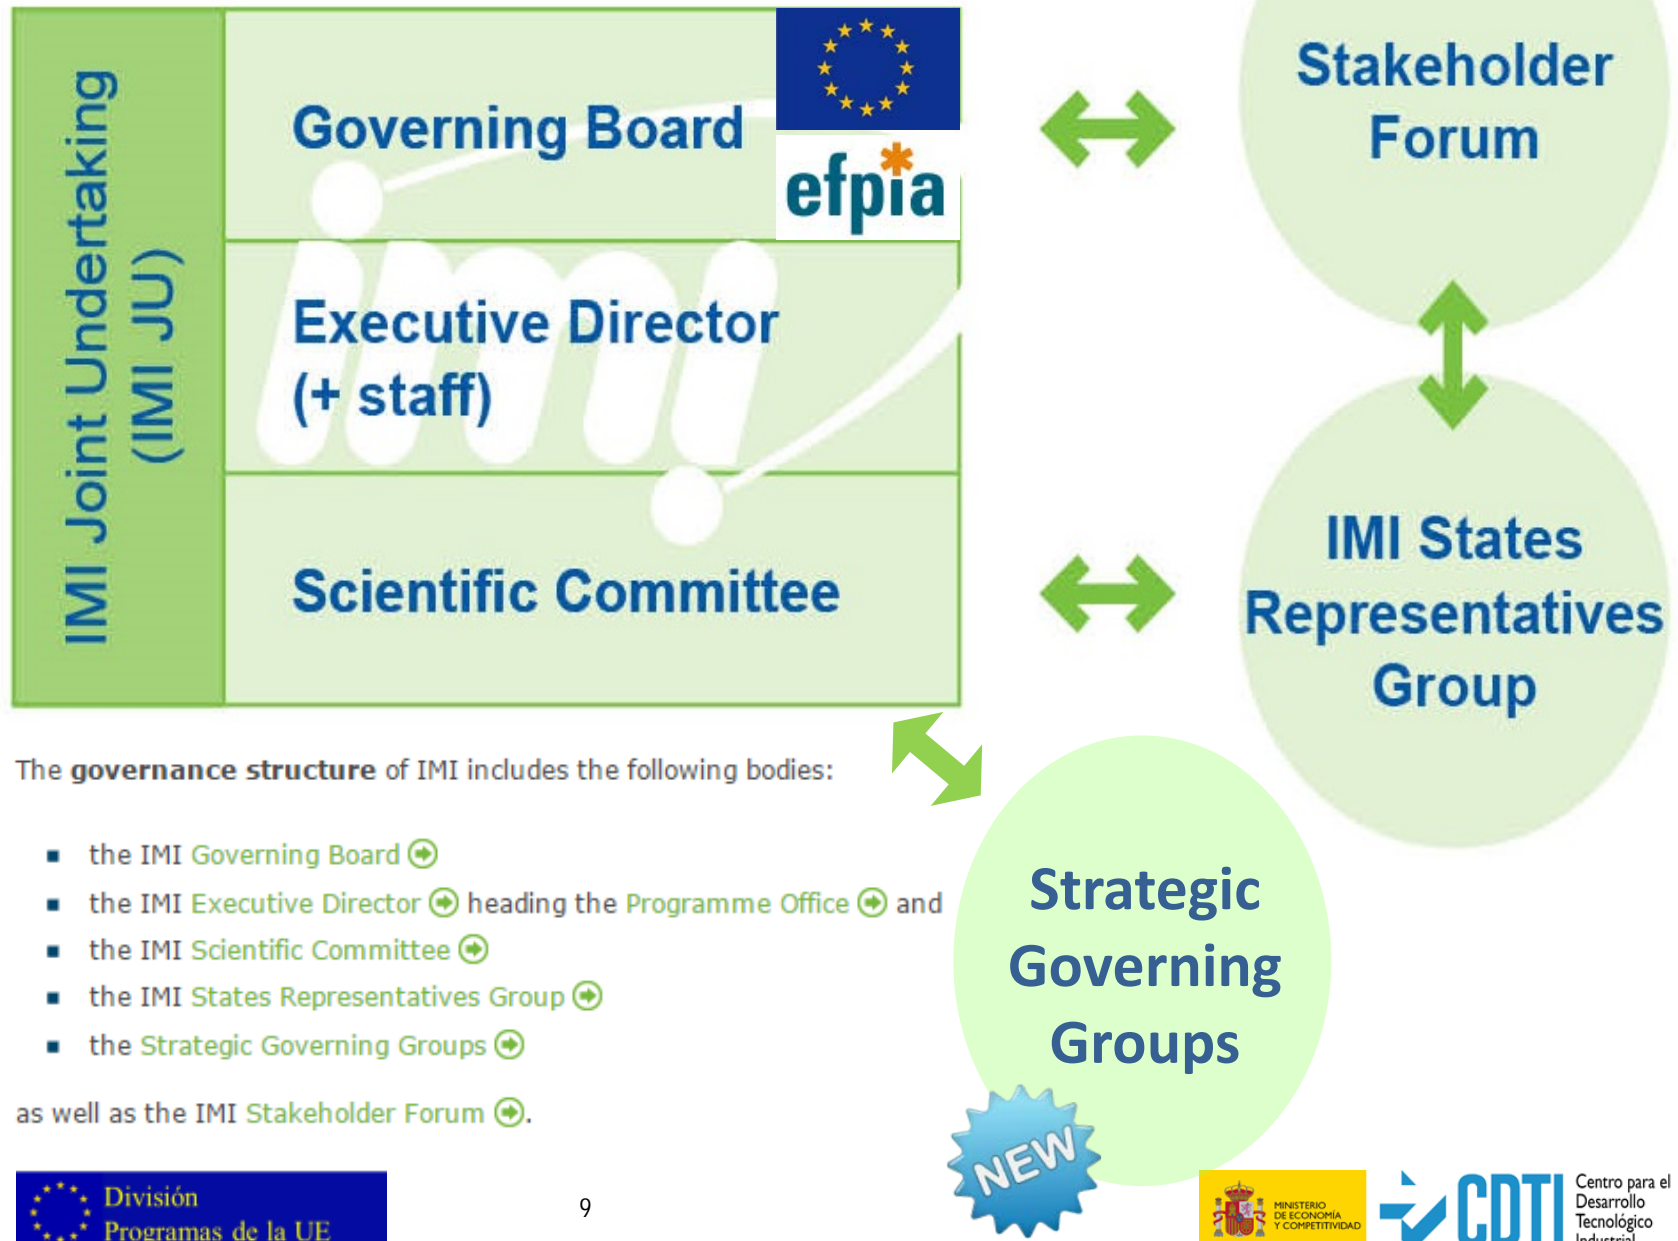 IMI Joint Undertaking
(IMI JU)
Governing Board
efpia
Executive Director
(+ staff)
imi
Scientific Committee
Stakeholder
Forum
IMI States
Representatives
Group
The governance structure of IMI includes the following bodies:
the IMI Governing Board
the IMI Executive Director heading the Programme Office and
the IMI Scientific Committee
the IMI States Representatives Group
the Strategic Governing Groups
as well as the IMI Stakeholder Forum.
Strategic
Governing
Groups
NEW
División
Programas de la UE
9
MINISTERIO
DE ECONOMÍA
Y COMPETITIVIDAD
CDTI
Centro para el
Desarrollo
Tecnológico
Industrial